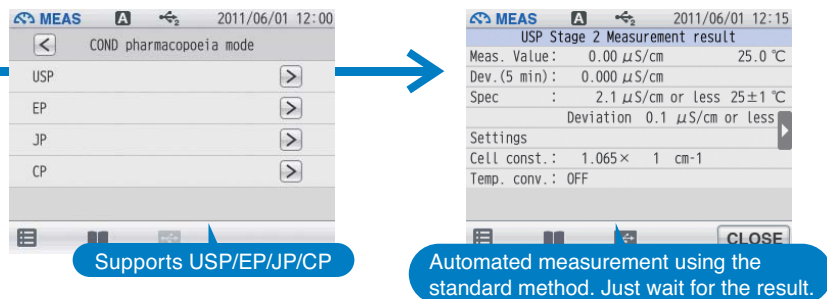 MEAS A 2 2011/06/01 12:00
COND pharmacopoeia mode
USP
EP
JP
CP
Supports USP/EP/JP/CP
MEAS A 2 2011/06/01 12:15
USP Stage 2 Measurement result
Meas. Value: 0.00 μS/cm 25.0 ℃
Dev.(5 min): 0.000 μS/cm
Spec : 2.1 μS/cm or less 25±1 ℃
Deviation 0.1 μS/cm or less
Settings
Cell const.: 1.065× 1 cm-1
Temp. conv.: OFF
CLOSE
Automated measurement using the
standard method. Just wait for the result.